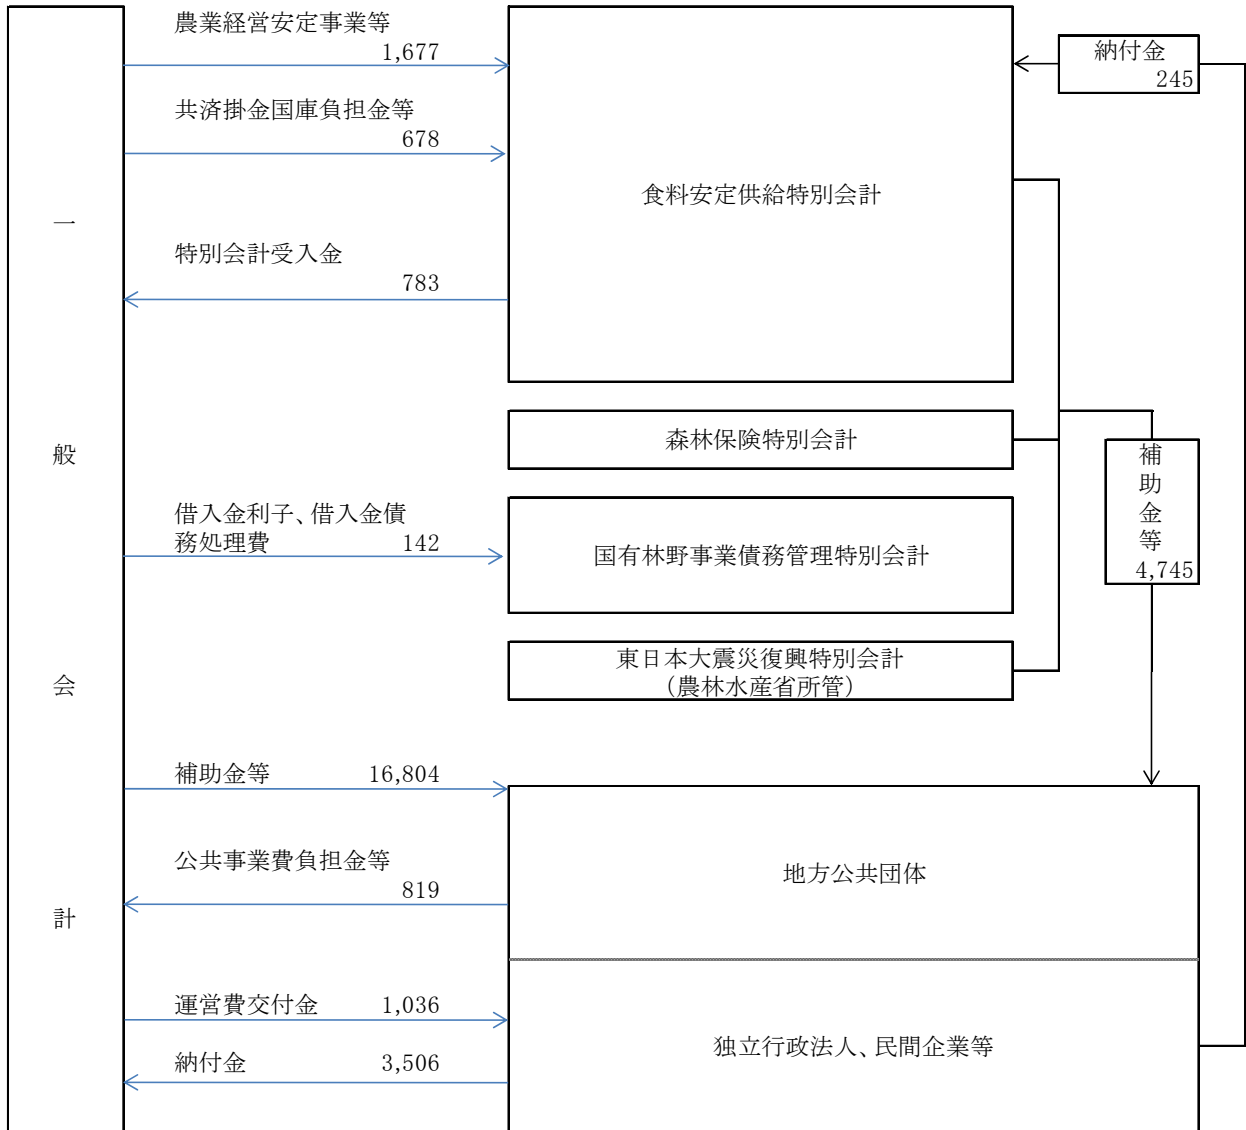 農業経営安定事業等
1,677
納付金
245
共済掛金国庫負担金等
678
食料安定供給特別会計
一般会計
特別会計受入金
783
森林保険特別会計
補助金等
4,745
借入金利子、借入金債
務処理費 142
国有林野事業債務管理特別会計
東日本大震災復興特別会計
(農林水産省所管)
補助金等 16,804
公共事業費負担金等
819
地方公共団体
運営費交付金 1,036
独立行政法人、民間企業等
納付金 3,506